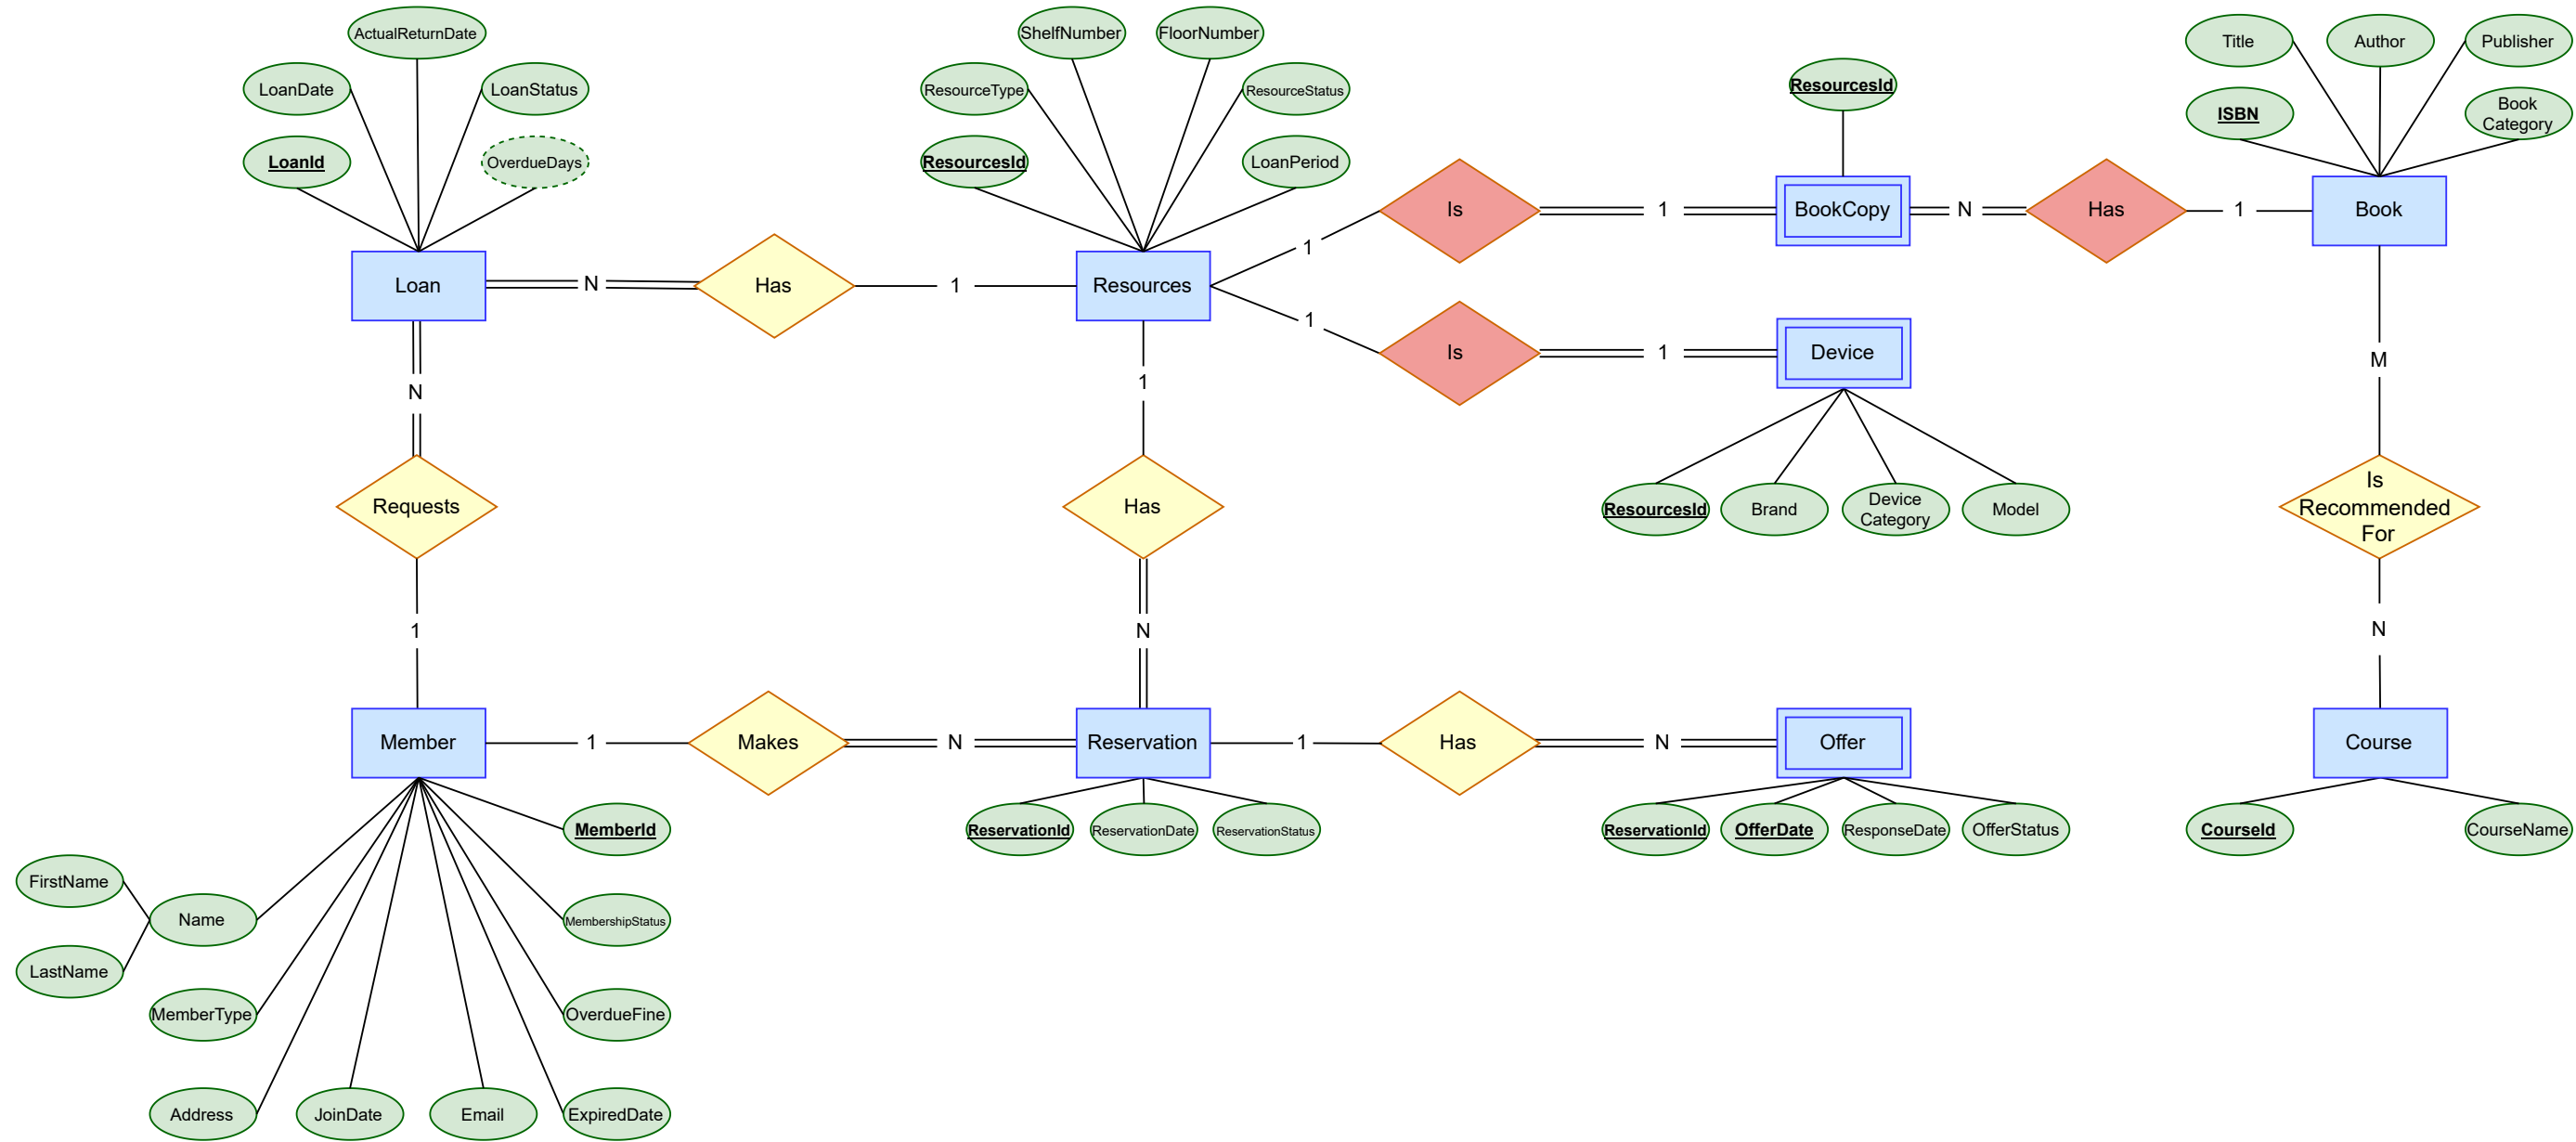 ActualReturnDate
LoanDate
LoanStatus
LoanId
OverdueDays
Loan
N
Has
1
ShelfNumber
FloorNumber
ResourceType
ResourceStatus
ResourcesId
LoanPeriod
Resources
1
Is
1
ResourcesId
BookCopy
N
Has
1
Title
Author
Publisher
ISBN
Book
Category
Book
1
Is
1
Device
ResourcesId
Brand
Device
Category
Model
M
Is
Recommended
For
N
Course
CourseId
CourseName
N
Requests
1
1
Has
N
Member
1
Makes
N
Reservation
1
Has
N
Offer
ReservationId
ReservationDate
ReservationStatus
ReservationId
OfferDate
ResponseDate
OfferStatus
MemberId
FirstName
Name
LastName
MembershipStatus
MemberType
OverdueFine
Address
JoinDate
Email
ExpiredDate